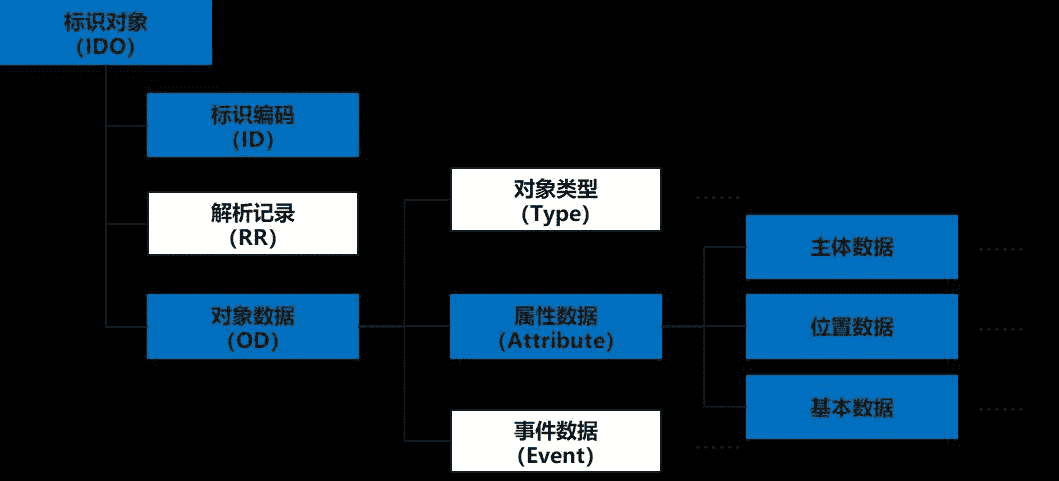 标识对象
（IDO）
标识编码
（ID）
解析记录
（RR）
对象数据
（OD）
对象类型
（Type）
……
属性数据
（Attribute）
事件数据
（Event）
……
主体数据
……
位置数据
……
基本数据
……